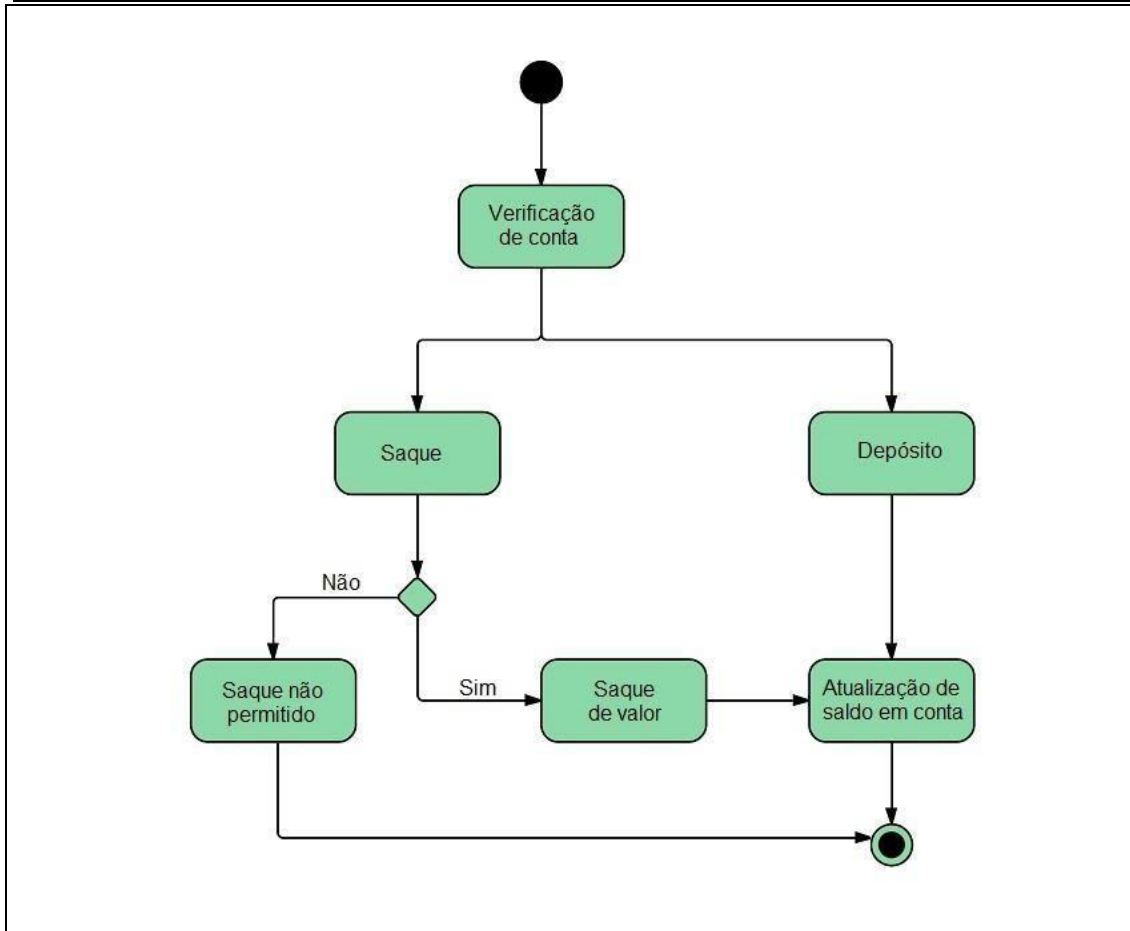 Verificação
de conta
Saque
Depósito
Não
Sim
Saque não
permitido
Saque
de valor
Atualização de
saldo em conta